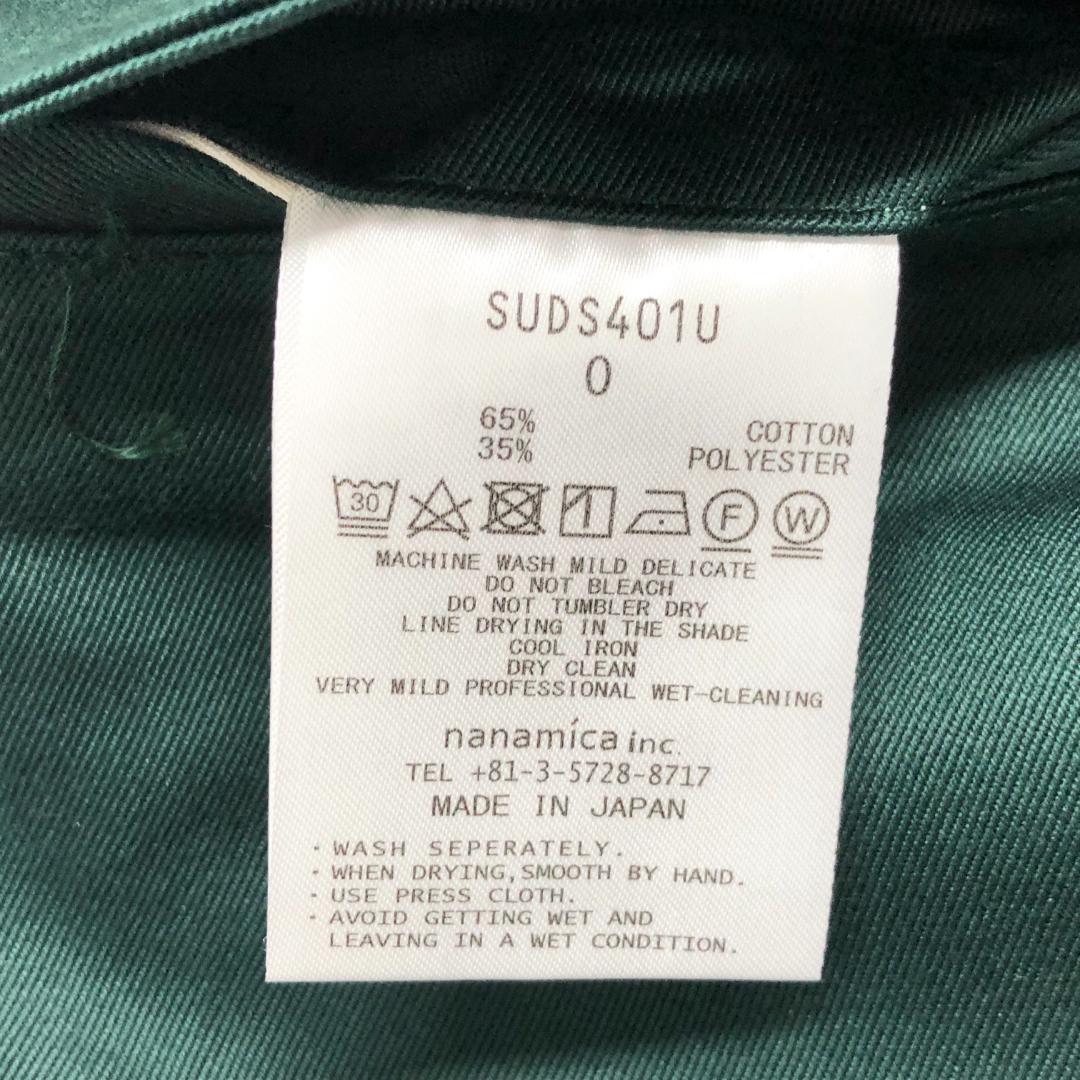 SUDS401U
0
65% COTTON
35% POLYESTER
30 F W
MACHINE WASH MILD DELICATE
DO NOT BLEACH
DO NOT TUMBLER DRY
LINE DRYING IN THE SHADE
COOL IRON
DRY CLEAN
VERY MILD PROFESSIONAL WET-CLEANING
nanamíca inc.
TEL +81-3-5728-8717
MADE IN JAPAN
・WASH SEPERATELY.
・WHEN DRYING,SMOOTH BY HAND.
・USE PRESS CLOTH.
・AVOID GETTING WET AND
LEAVING IN A WET CONDITION.